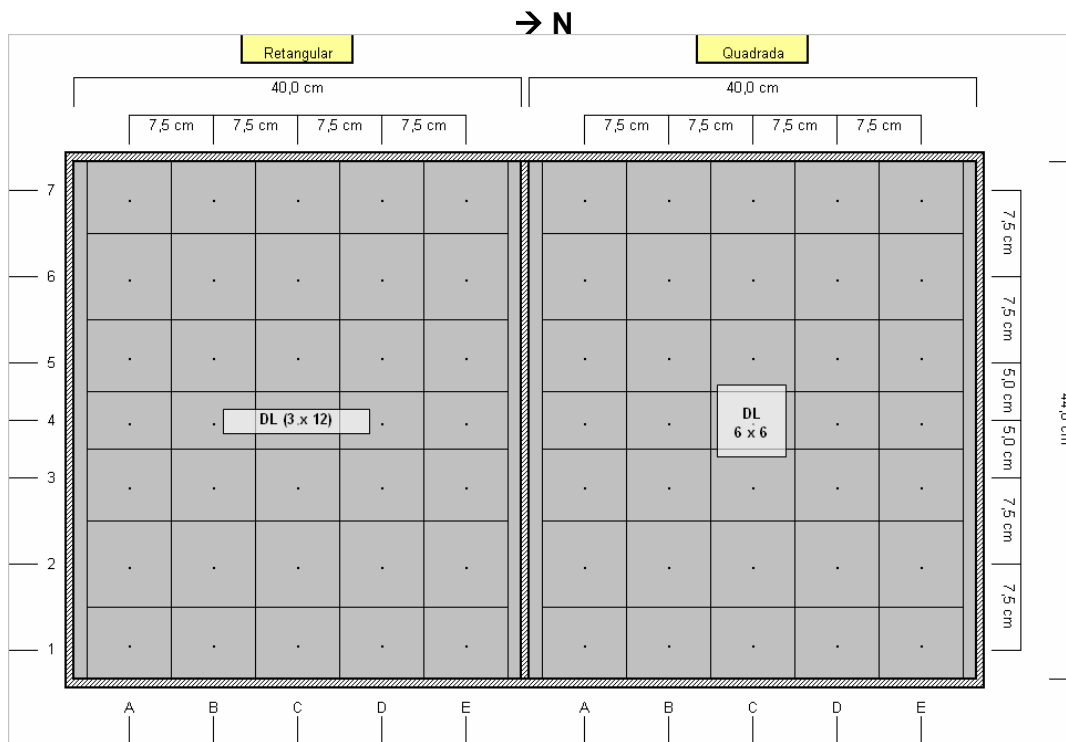 → N
Retangular Quadrada
40,0 cm 40,0 cm
7,5 cm 7,5 cm 7,5 cm 7,5 cm 7,5 cm 7,5 cm 7,5 cm 7,5 cm
7
6
5
4
3
2
1
DL (3 x 12)
DL
6 x 6
7,5 cm
7,5 cm
5,0 cm
5,0 cm
7,5 cm
7,5 cm
A B C D E A B C D E